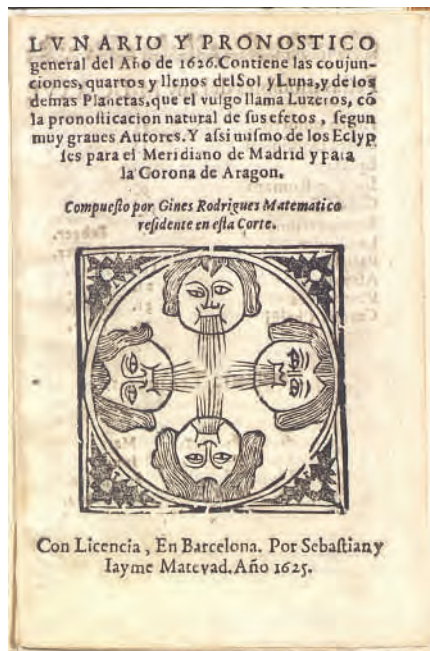 LVNARIO Y PRONOSTICO
general del Año de 1626. Contiene las conjun-
ciones, quartos y llenos del Sol y Luna, y de los
demas Planetas, que el vulgo llama Luzeros, cõ
la pronosticacion natural de sus efetos, segun
muy graues Autores. Y assi mismo de los Eclyp
ses para el Meridiano de Madrid y para
la Corona de Aragon.
Compuesto por Gines Rodrigues Matematico
residente en esta Corte.
Con Licencia, En Barcelona. Por Sebastian y
Iayme Matevad. Año 1625.